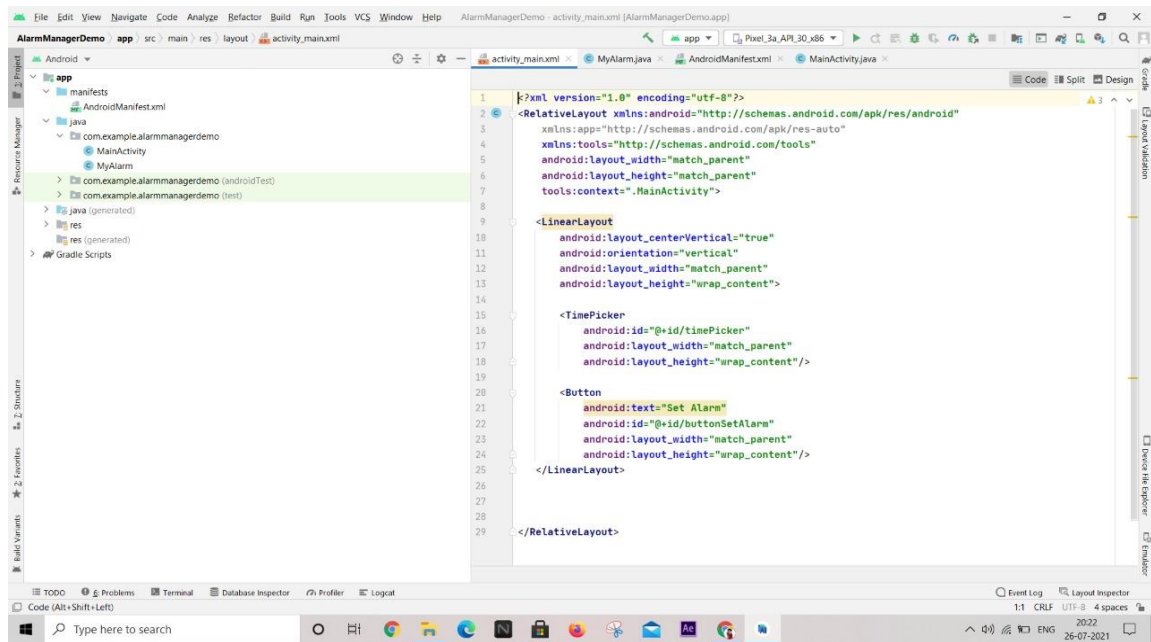 File Edit View Navigate Code Analyze Refactor Build Run Tools VCS Window Help AlarmManagerDemo - activity_main.xml [AlarmManagerDemo.app]
AlarmManagerDemo app src main res layout activity_main.xml app Pixel_3a_API_30_x86
Android activity_main.xml MyAlarm.java AndroidManifest.xml MainActivity.java
Code Split Design
Project
Resource Manager
Z: Structure
2: Favorites
Build Variants
app
manifests
AndroidManifest.xml
java
com.example.alarmmanagerdemo
MainActivity
MyAlarm
com.example.alarmmanagerdemo (androidTest)
com.example.alarmmanagerdemo (test)
java (generated)
res
res (generated)
Gradle Scripts
3
1 <?xml version="1.0" encoding="utf-8"?>
2 <RelativeLayout xmlns:android="http://schemas.android.com/apk/res/android"
3 xmlns:app="http://schemas.android.com/apk/res-auto"
4 xmlns:tools="http://schemas.android.com/tools"
5 android:layout_width="match_parent"
6 android:layout_height="match_parent"
7 tools:context=".MainActivity">
8
9 <LinearLayout
10 android:layout_centerVertical="true"
11 android:orientation="vertical"
12 android:layout_width="match_parent"
13 android:layout_height="wrap_content">
14
15 <TimePicker
16 android:id="@+id/timePicker"
17 android:layout_width="match_parent"
18 android:layout_height="wrap_content"/>
19
20 <Button
21 android:text="Set Alarm"
22 android:id="@+id/buttonSetAlarm"
23 android:layout_width="match_parent"
24 android:layout_height="wrap_content"/>
25 </LinearLayout>
26
27
28
29 </RelativeLayout>
Gradle
Layout Validation
Device File Explorer
Emulator
TODO 6: Problems Terminal Database Inspector Profiler Logcat Event Log Layout Inspector
Code (Alt+Shift+Left) 1:1 CRLF UTF-8 4 spaces
Type here to search Ae ENG 20:22
26-07-2021